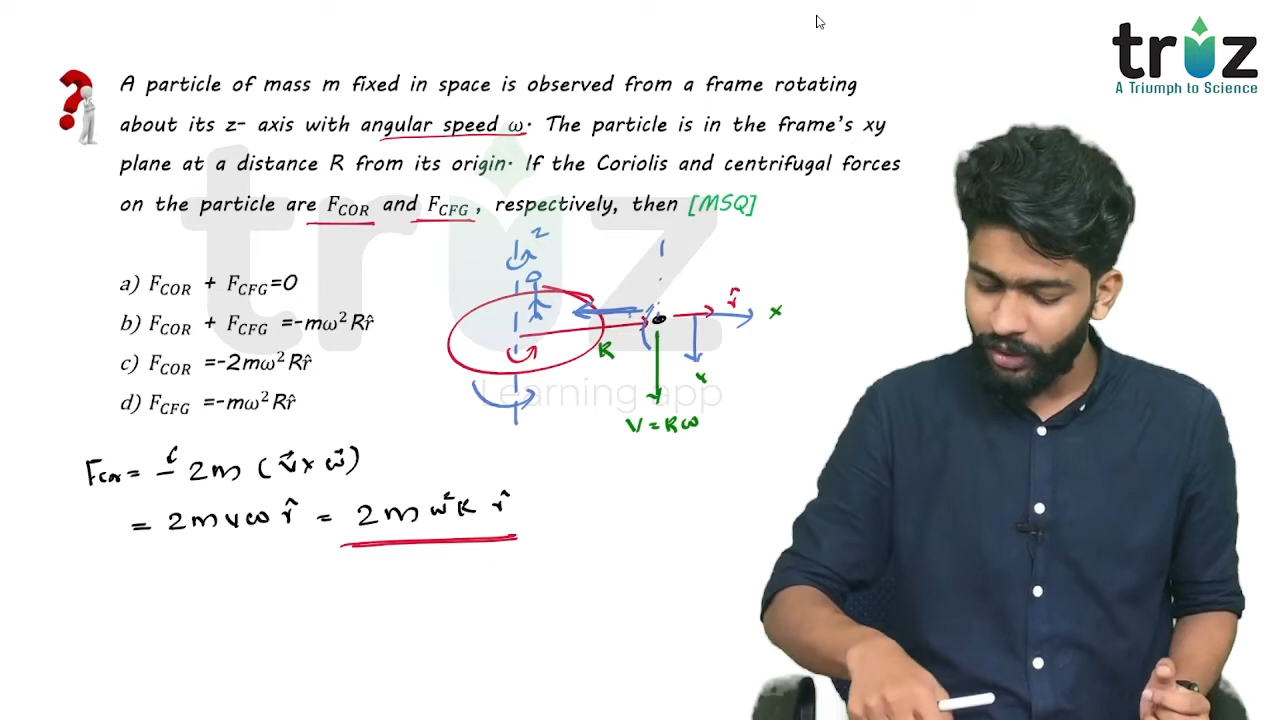 truz
A Triumph to Science
A particle of mass m fixed in space is observed from a frame rotating
about its z- axis with angular speed ω. The particle is in the frame's xy
plane at a distance R from its origin. If the Coriolis and centrifugal forces
on the particle are F_COR and F_CFG, respectively, then [MSQ]
z
a) F_COR + F_CFG=0
b) F_COR + F_CFG =-mω²Rr̂
c) F_COR =-2mω²Rr̂
d) F_CFG =-mω²Rr̂
r̂
x
R
Learning app
V = Rω
F_cor = - 2m (v⃗ x ω⃗)
= 2mvω r̂ = 2mω²R r̂